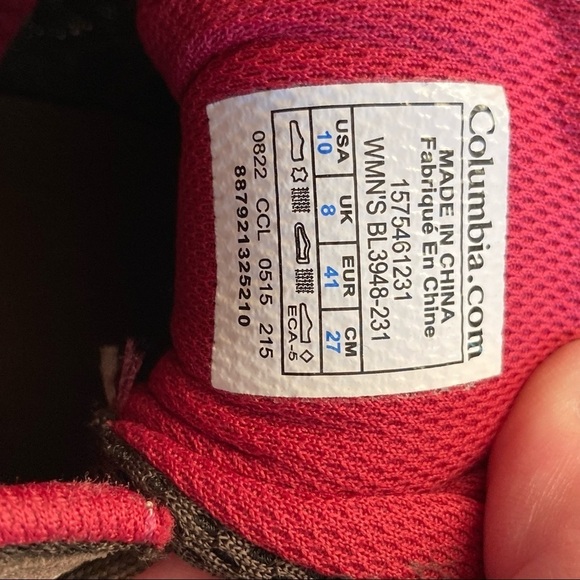 Columbia.com
MADE IN CHINA
Fabriqué En Chine
1575461231
WMN'S BL3948-231
USA UK EUR CM
10 8 41 27
ECA-5
0822 CCL 0515 215
887921325210